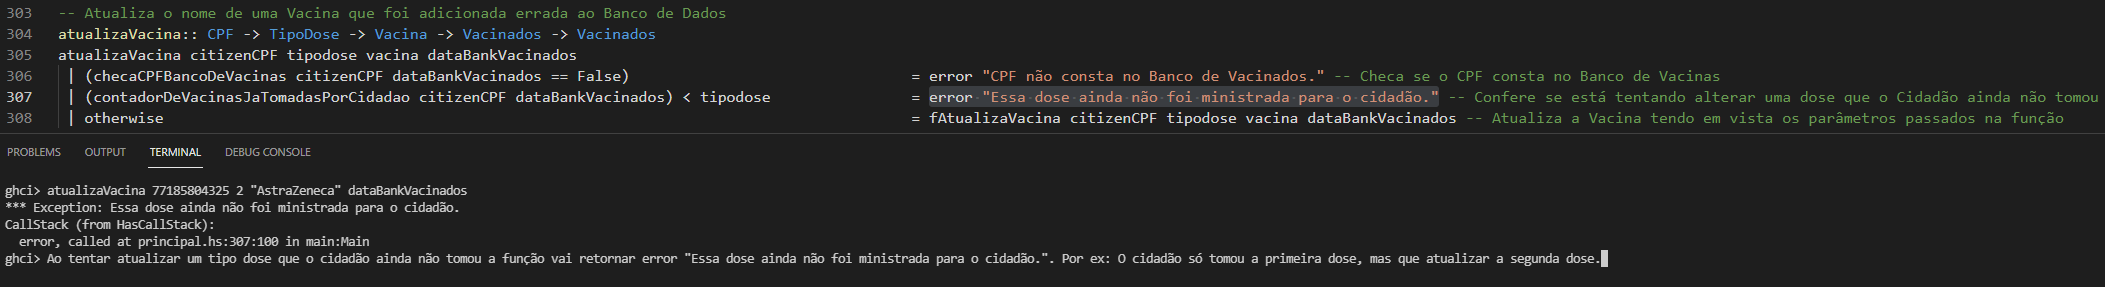 303 -- Atualiza o nome de uma Vacina que foi adicionada errada ao Banco de Dados
304 atualizaVacina:: CPF -> TipoDose -> Vacina -> Vacinados -> Vacinados
305 atualizaVacina citizenCPF tipodose vacina dataBankVacinados
306 | (checaCPFBancoDeVacinas citizenCPF dataBankVacinados == False) = error "CPF não consta no Banco de Vacinados." -- Checa se o CPF consta no Banco de Vacinas
307 | (contadorDeVacinasJaTomadasPorCidadao citizenCPF dataBankVacinados) < tipodose = error "Essa dose ainda não foi ministrada para o cidadão." -- Confere se está tentando alterar uma dose que o Cidadão ainda não tomou
308 | otherwise = fAtualizaVacina citizenCPF tipodose vacina dataBankVacinados -- Atualiza a Vacina tendo em vista os parâmetros passados na função
PROBLEMS OUTPUT TERMINAL DEBUG CONSOLE
ghci> atualizaVacina 77185804325 2 "AstraZeneca" dataBankVacinados
*** Exception: Essa dose ainda não foi ministrada para o cidadão.
CallStack (from HasCallStack):
error, called at principal.hs:307:100 in main:Main
ghci> Ao tentar atualizar um tipo dose que o cidadão ainda não tomou a função vai retornar error "Essa dose ainda não foi ministrada para o cidadão.". Por ex: O cidadão só tomou a primeira dose, mas que atualizar a segunda dose.